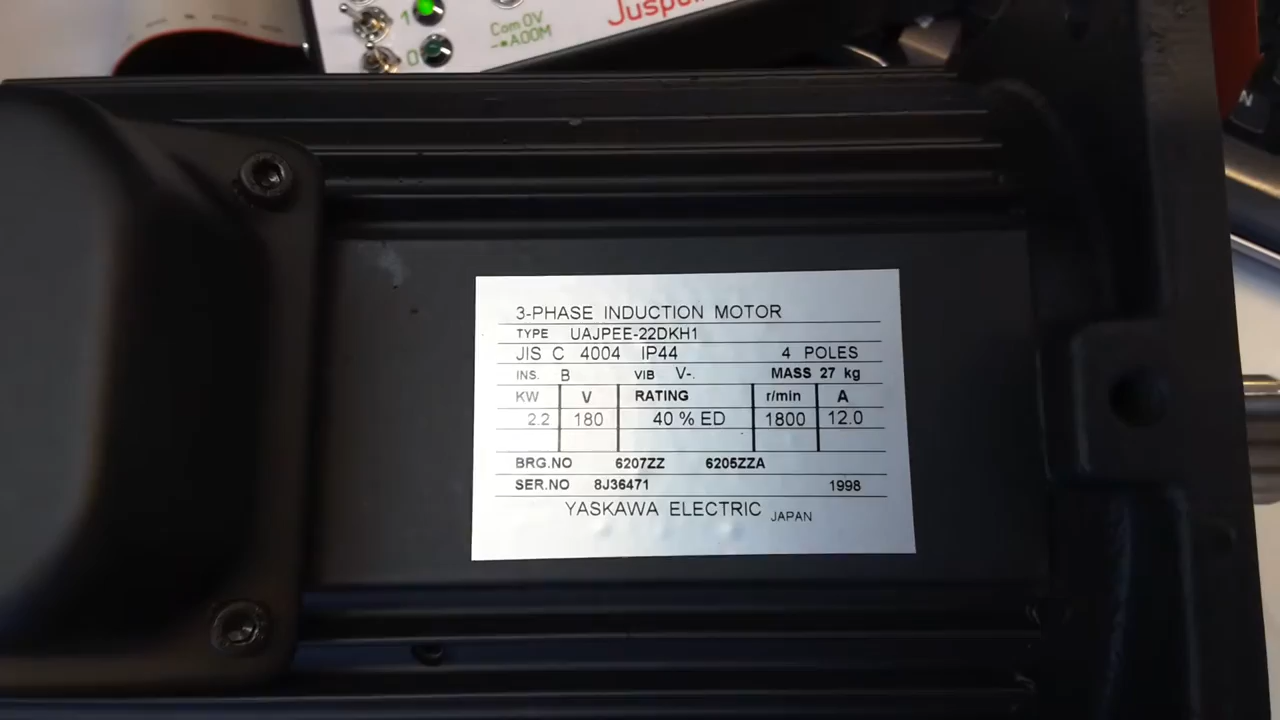 1
0
Com 0V
A00M
3-PHASE INDUCTION MOTOR
TYPE UAJPEE-22DKH1
JIS C 4004 IP44 4 POLES
INS. B VIB V-. MASS 27 kg
KW V RATING r/min A
2.2 180 40 % ED 1800 12.0
BRG.NO 6207ZZ 6205ZZA
SER.NO 8J36471 1998
YASKAWA ELECTRIC JAPAN
N